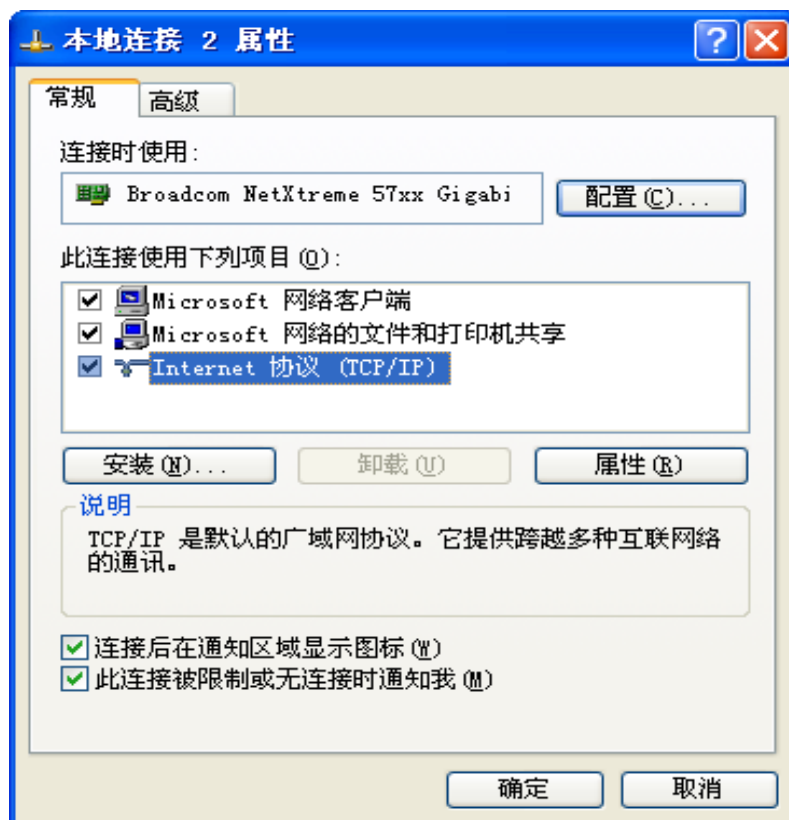 本地连接 2 属性
常规
高级
连接时使用:
Broadcom NetXtreme 57xx Gigabi
配置(C)...
此连接使用下列项目(O):
Microsoft 网络客户端
Microsoft 网络的文件和打印机共享
Internet 协议 (TCP/IP)
安装(N)...
卸载(U)
属性(R)
说明
TCP/IP 是默认的广域网协议。它提供跨越多种互联网络
的通讯。
连接后在通知区域显示图标(W)
此连接被限制或无连接时通知我(M)
确定
取消